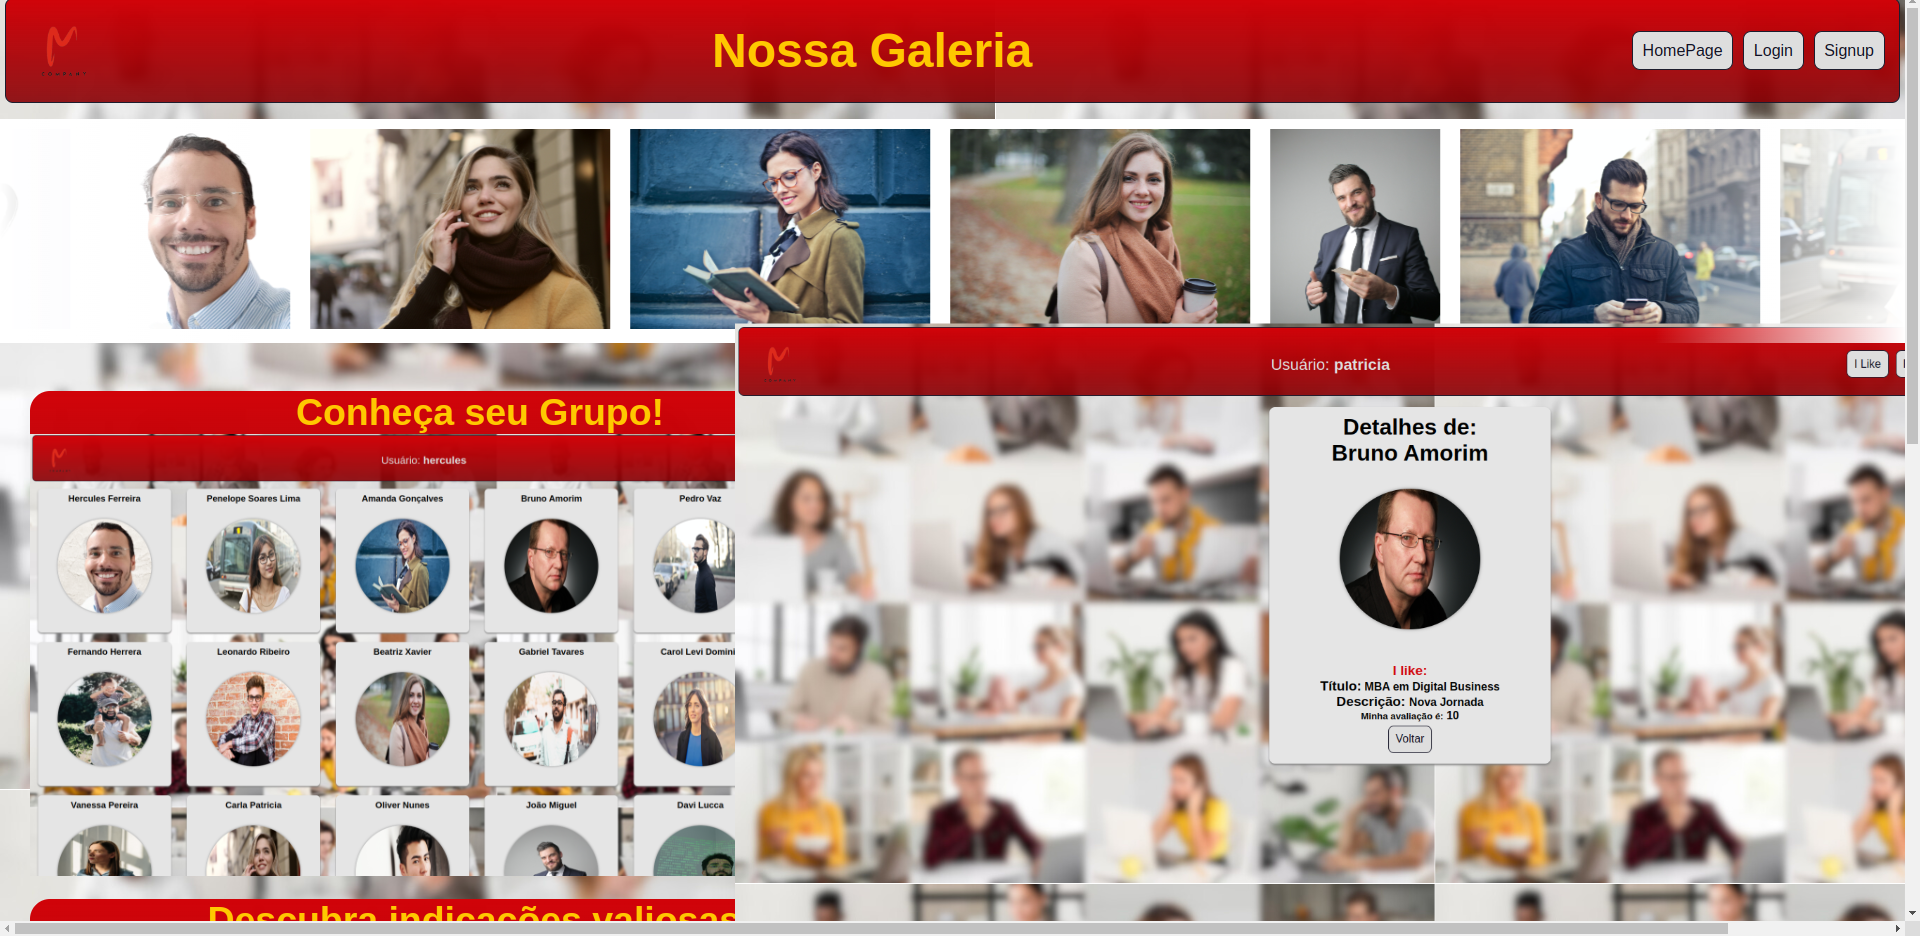 Nossa Galeria
HomePage
Login
Signup
Conheça seu Grupo!
Usuário: hercules
Hercules Ferreira
Penelope Soares Lima
Amanda Gonçalves
Bruno Amorim
Pedro Vaz
Fernando Herrera
Leonardo Ribeiro
Beatriz Xavier
Gabriel Tavares
Carol Levi
Vanessa Pereira
Carla Patricia
Oliver Nunes
João Miguel
Davi Lucca
Descubra indicações valiosas
Usuário: patricia
I Like
Detalhes de:
Bruno Amorim
I like:
Título: MBA em Digital Business
Descrição: Nova Jornada
Minha avaliação é: 10
Voltar